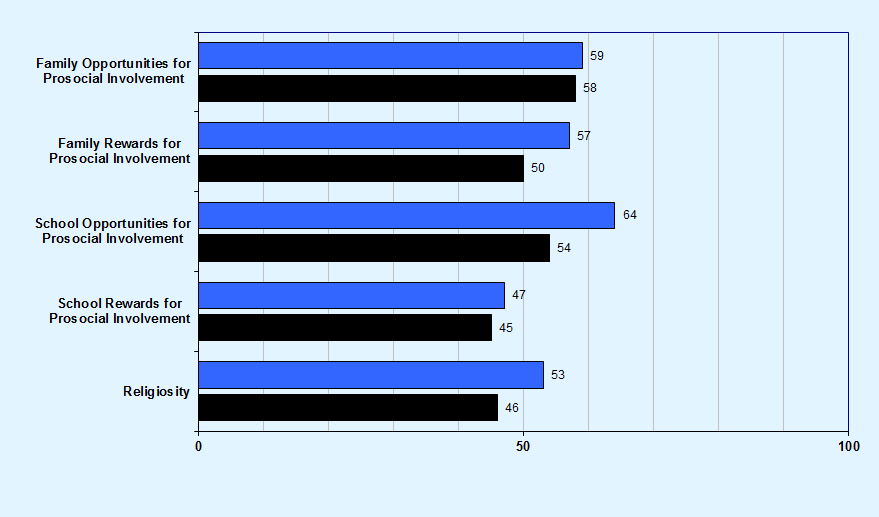 Family Opportunities for
Prosocial Involvement
59
58
Family Rewards for
Prosocial Involvement
57
50
School Opportunities for
Prosocial Involvement
64
54
School Rewards for
Prosocial Involvement
47
45
Religiosity
53
46
0 50 100